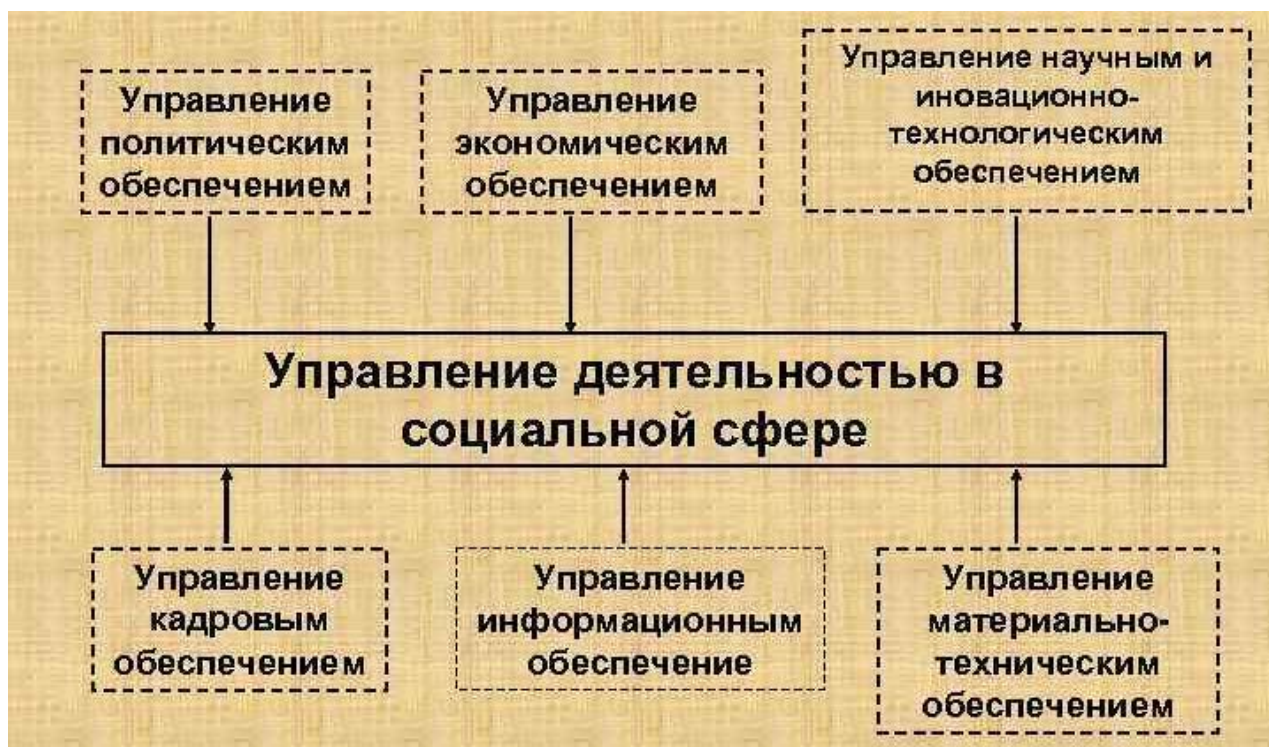 Управление
политическим
обеспечением
Управление
экономическим
обеспечением
Управление научным и
иновационно-
технологическим
обеспечением
Управление деятельностью в
социальной сфере
Управление
кадровым
обеспечением
Управление
информационным
обеспечение
Управление
материально-
техническим
обеспечением